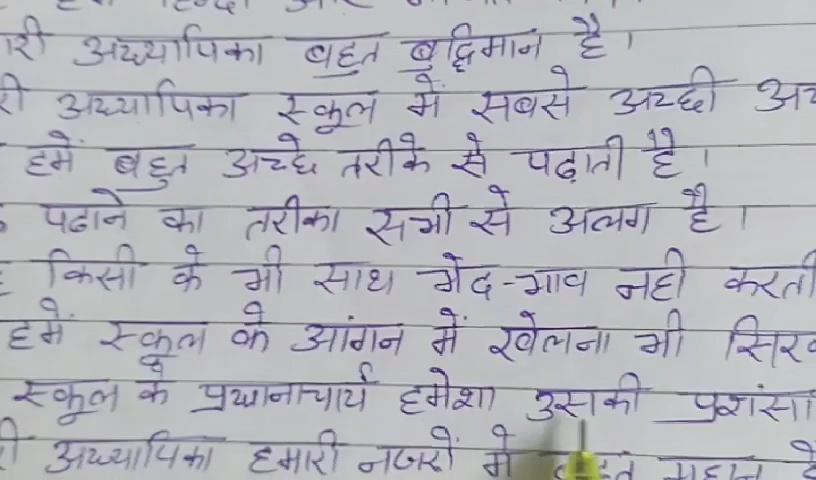 अध्यापिका बहुत बुद्धिमान है।
अध्यापिका स्कूल में सबसे अच्छी
हमें बहुत अच्छे तरीके से पढ़ाती है।
पढाने का तरीका सभी से अलग है।
किसी के भी साथ भेद-भाव नही करती
हमें स्कूल के आंगन में खेलना भी
स्कूल के प्रधानाचार्य हमेशा उसकी प्रशंसा
अध्यापिका हमारी नजरों में महान